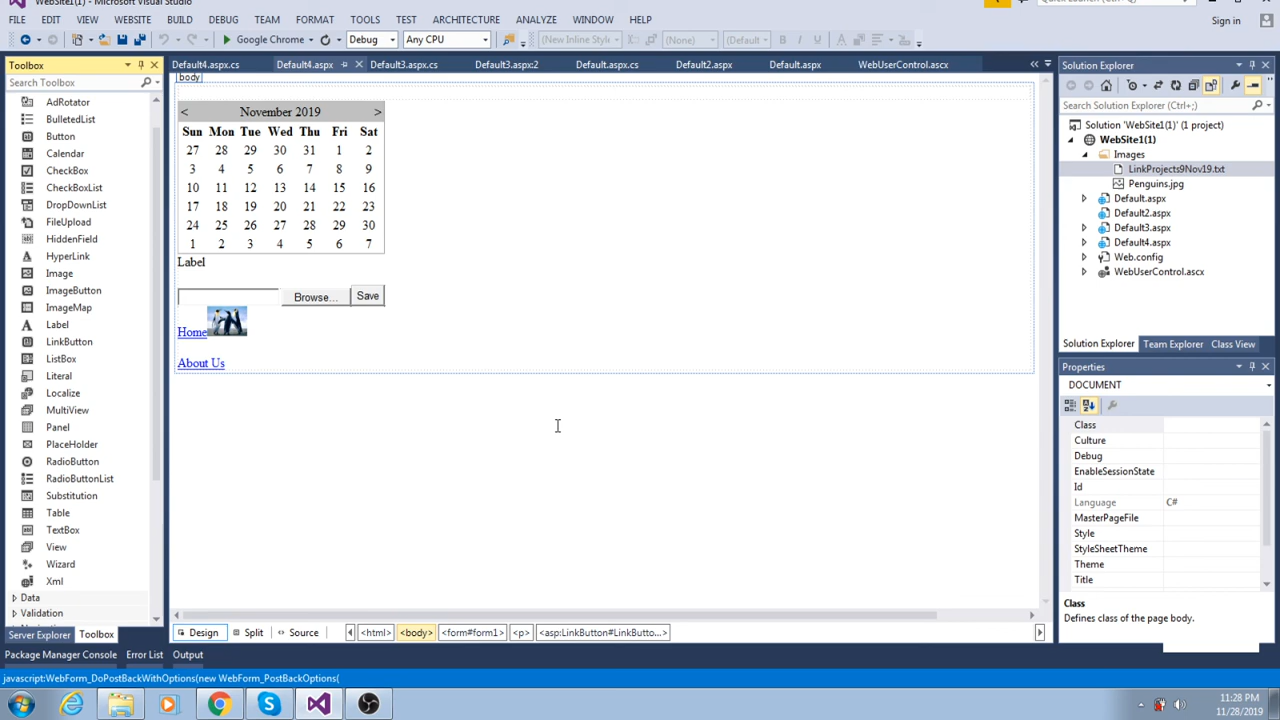 WebSite1(1) - Microsoft Visual Studio
Quick Launch (Ctrl+Q)
FILE EDIT VIEW WEBSITE BUILD DEBUG TEAM FORMAT TOOLS TEST ARCHITECTURE ANALYZE WINDOW HELP
Sign in
Google Chrome Debug Any CPU (New Inline Style) (None) (Default)
Toolbox
Search Toolbox
AdRotator
BulletedList
Button
Calendar
CheckBox
CheckBoxList
DropDownList
FileUpload
HiddenField
HyperLink
Image
ImageButton
ImageMap
Label
LinkButton
ListBox
Literal
Localize
MultiView
Panel
PlaceHolder
RadioButton
RadioButtonList
Substitution
Table
TextBox
View
Wizard
Xml
Data
Validation
Server Explorer Toolbox
Default4.aspx.cs Default4.aspx Default3.aspx.cs Default3.aspx2 Default.aspx.cs Default2.aspx Default.aspx WebUserControl.ascx
body
< November 2019 >
Sun Mon Tue Wed Thu Fri Sat
27 28 29 30 31 1 2
3 4 5 6 7 8 9
10 11 12 13 14 15 16
17 18 19 20 21 22 23
24 25 26 27 28 29 30
1 2 3 4 5 6 7
Label
Browse... Save
Home
About Us
Design Split Source <html> <body> <form#form1> <p> <asp:LinkButton#LinkButto...>
Solution Explorer
Search Solution Explorer (Ctrl+;)
Solution 'WebSite1(1)' (1 project)
WebSite1(1)
Images
LinkProjects9Nov19.txt
Penguins.jpg
Default.aspx
Default2.aspx
Default3.aspx
Default4.aspx
Web.config
WebUserControl.ascx
Solution Explorer Team Explorer Class View
Properties
DOCUMENT
Class
Culture
Debug
EnableSessionState
Id
Language C#
MasterPageFile
Style
StyleSheetTheme
Theme
Title
Class
Defines class of the page body.
Package Manager Console Error List Output
javascript:WebForm_DoPostBackWithOptions(new WebForm_PostBackOptions(
11:28 PM
11/28/2019